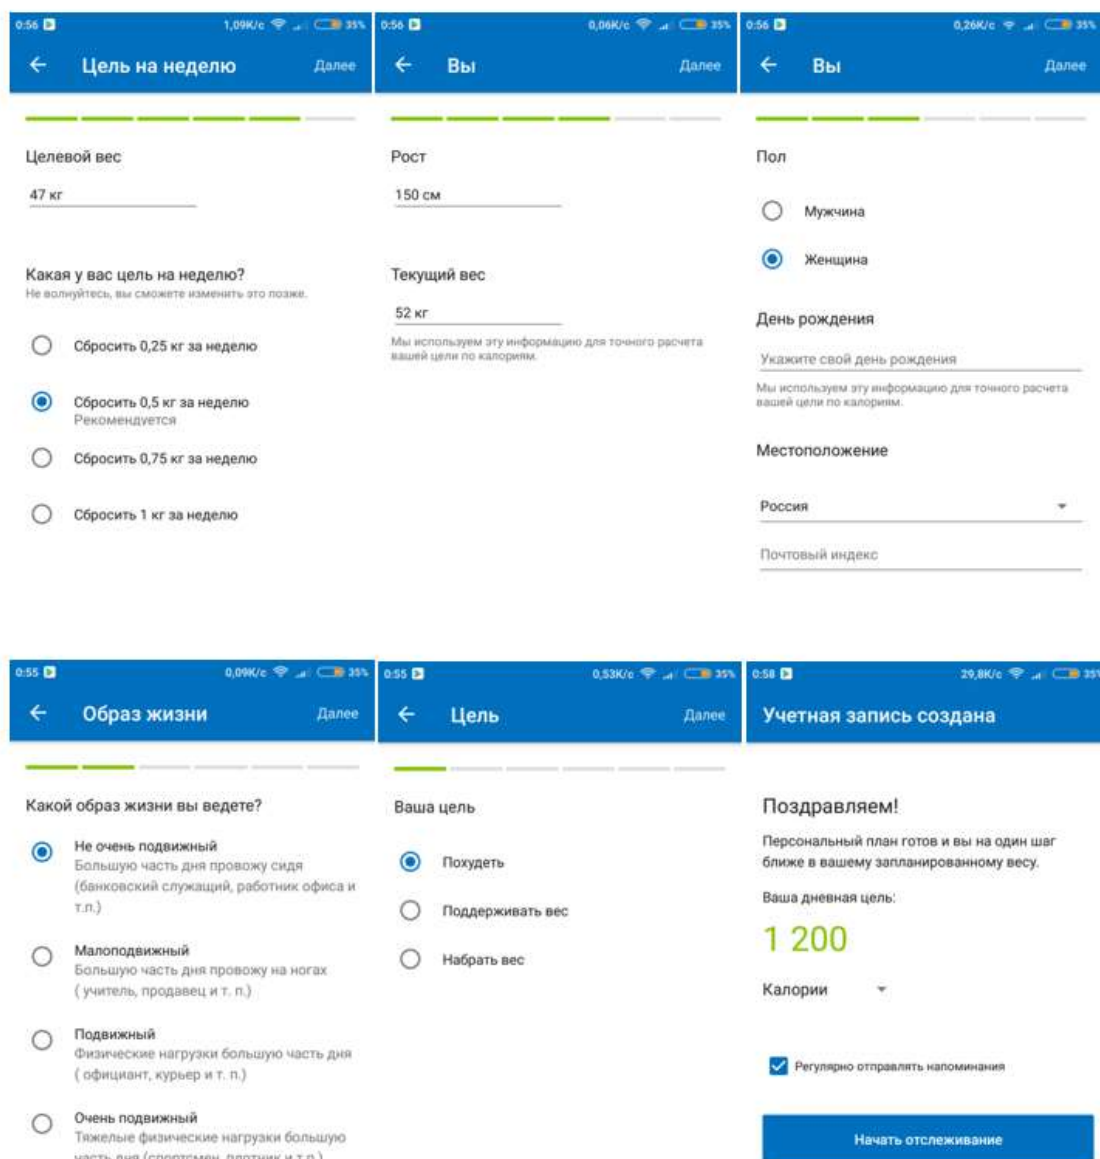 0:56 1,09K/c 35%
Цель на неделю Далее
Целевой вес
47 кг
Какая у вас цель на неделю?
Не волнуйтесь, вы сможете изменить это позже.
Сбросить 0,25 кг за неделю
Сбросить 0,5 кг за неделю
Рекомендуется
Сбросить 0,75 кг за неделю
Сбросить 1 кг за неделю
0:56 0,06K/c 35%
Вы Далее
Рост
150 см
Текущий вес
52 кг
Мы используем эту информацию для точного расчета
вашей цели по калориям.
0:56 0,26K/c 35%
Вы Далее
Пол
Мужчина
Женщина
День рождения
Укажите свой день рождения
Мы используем эту информацию для точного расчета
вашей цели по калориям.
Местоположение
Россия
Почтовый индекс
0:55 0,09K/c 35%
Образ жизни Далее
Какой образ жизни вы ведете?
Не очень подвижный
Большую часть дня провожу сидя
(банковский служащий, работник офиса и
т.п.)
Малоподвижный
Большую часть дня провожу на ногах
( учитель, продавец и т. п.)
Подвижный
Физические нагрузки большую часть дня
( официант, курьер и т. п.)
Очень подвижный
Тяжелые физические нагрузки большую
часть дня (спортсмен, плотник и т.п.)
0:55 0,53K/c 35%
Цель Далее
Ваша цель
Похудеть
Поддерживать вес
Набрать вес
0:58 29,8K/c 35%
Учетная запись создана
Поздравляем!
Персональный план готов и вы на один шаг
ближе в вашему запланированному весу.
Ваша дневная цель:
1 200
Калории
Регулярно отправлять напоминания
Начать отслеживание